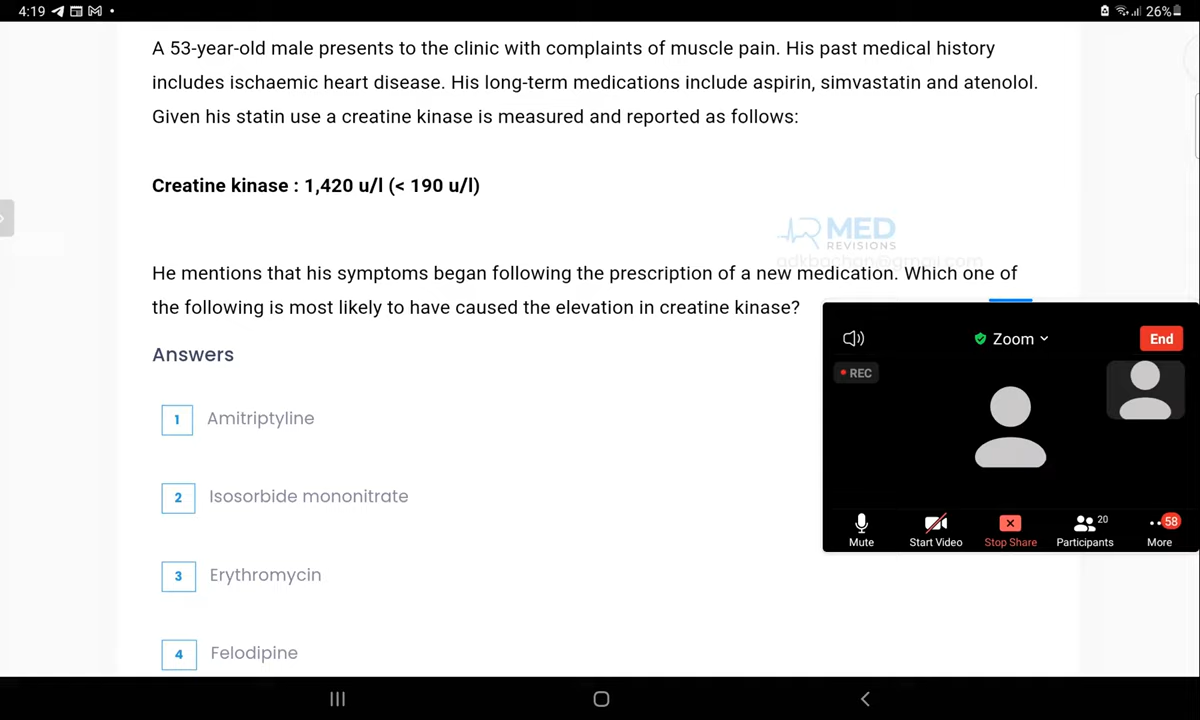 4:19
26%
A 53-year-old male presents to the clinic with complaints of muscle pain. His past medical history
includes ischaemic heart disease. His long-term medications include aspirin, simvastatin and atenolol.
Given his statin use a creatine kinase is measured and reported as follows:
Creatine kinase : 1,420 u/l (< 190 u/l)
MED
REVISIONS
He mentions that his symptoms began following the prescription of a new medication. Which one of
the following is most likely to have caused the elevation in creatine kinase?
Answers
1 Amitriptyline
2 Isosorbide mononitrate
3 Erythromycin
4 Felodipine
Zoom
End
REC
20
58
Mute
Start Video
Stop Share
Participants
More